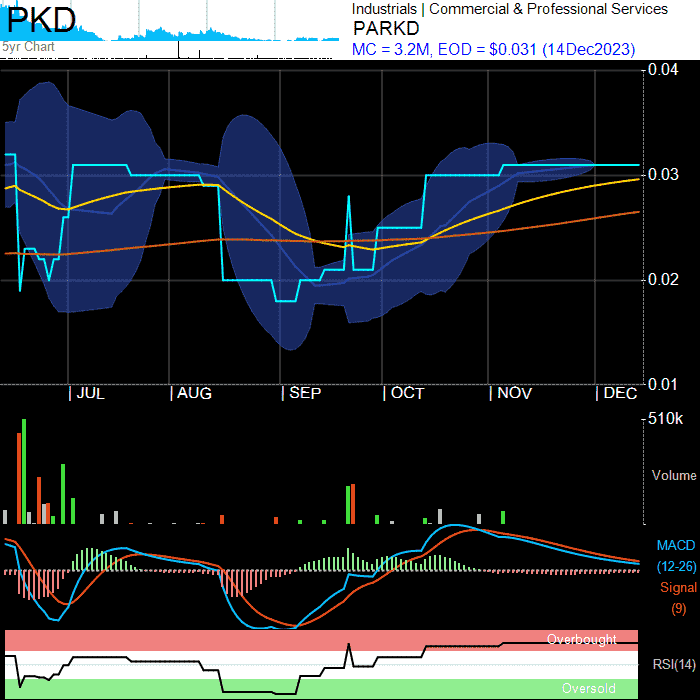 PKD
5yr Chart
Industrials | Commercial & Professional Services
PARKD
MC = 3.2M, EOD = $0.031 (14Dec2023)
0.04
0.03
0.02
0.01
JUL
AUG
SEP
OCT
NOV
DEC
510k
Volume
MACD
(12-26)
Signal
(9)
Overbought
RSI(14)
Oversold